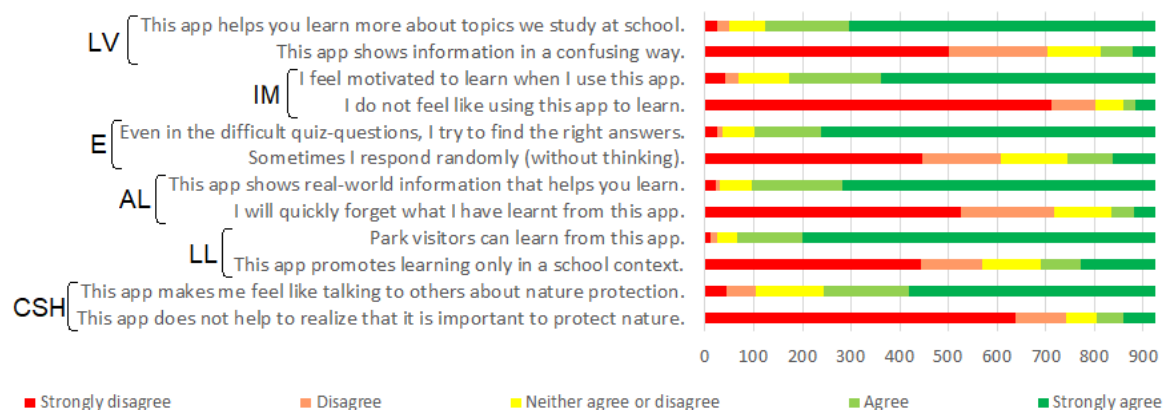 LV
This app helps you learn more about topics we study at school.
This app shows information in a confusing way.
IM
I feel motivated to learn when I use this app.
I do not feel like using this app to learn.
E
Even in the difficult quiz-questions, I try to find the right answers.
Sometimes I respond randomly (without thinking).
AL
This app shows real-world information that helps you learn.
I will quickly forget what I have learnt from this app.
LL
Park visitors can learn from this app.
This app promotes learning only in a school context.
CSH
This app makes me feel like talking to others about nature protection.
This app does not help to realize that it is important to protect nature.
0 100 200 300 400 500 600 700 800 900
Strongly disagree Disagree Neither agree or disagree Agree Strongly agree